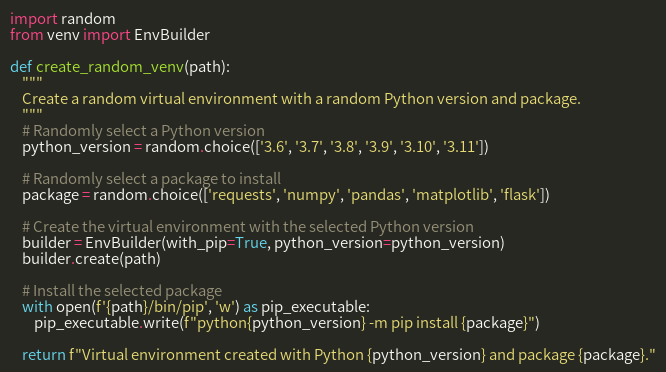 import random
from venv import EnvBuilder
def create_random_venv(path):
"""
Create a random virtual environment with a random Python version and package.
"""
# Randomly select a Python version
python_version = random.choice(['3.6', '3.7', '3.8', '3.9', '3.10', '3.11'])
# Randomly select a package to install
package = random.choice(['requests', 'numpy', 'pandas', 'matplotlib', 'flask'])
# Create the virtual environment with the selected Python version
builder = EnvBuilder(with_pip=True, python_version=python_version)
builder.create(path)
# Install the selected package
with open(f'{path}/bin/pip', 'w') as pip_executable:
pip_executable.write(f"python{python_version} -m pip install {package}")
return f"Virtual environment created with Python {python_version} and package {package}."